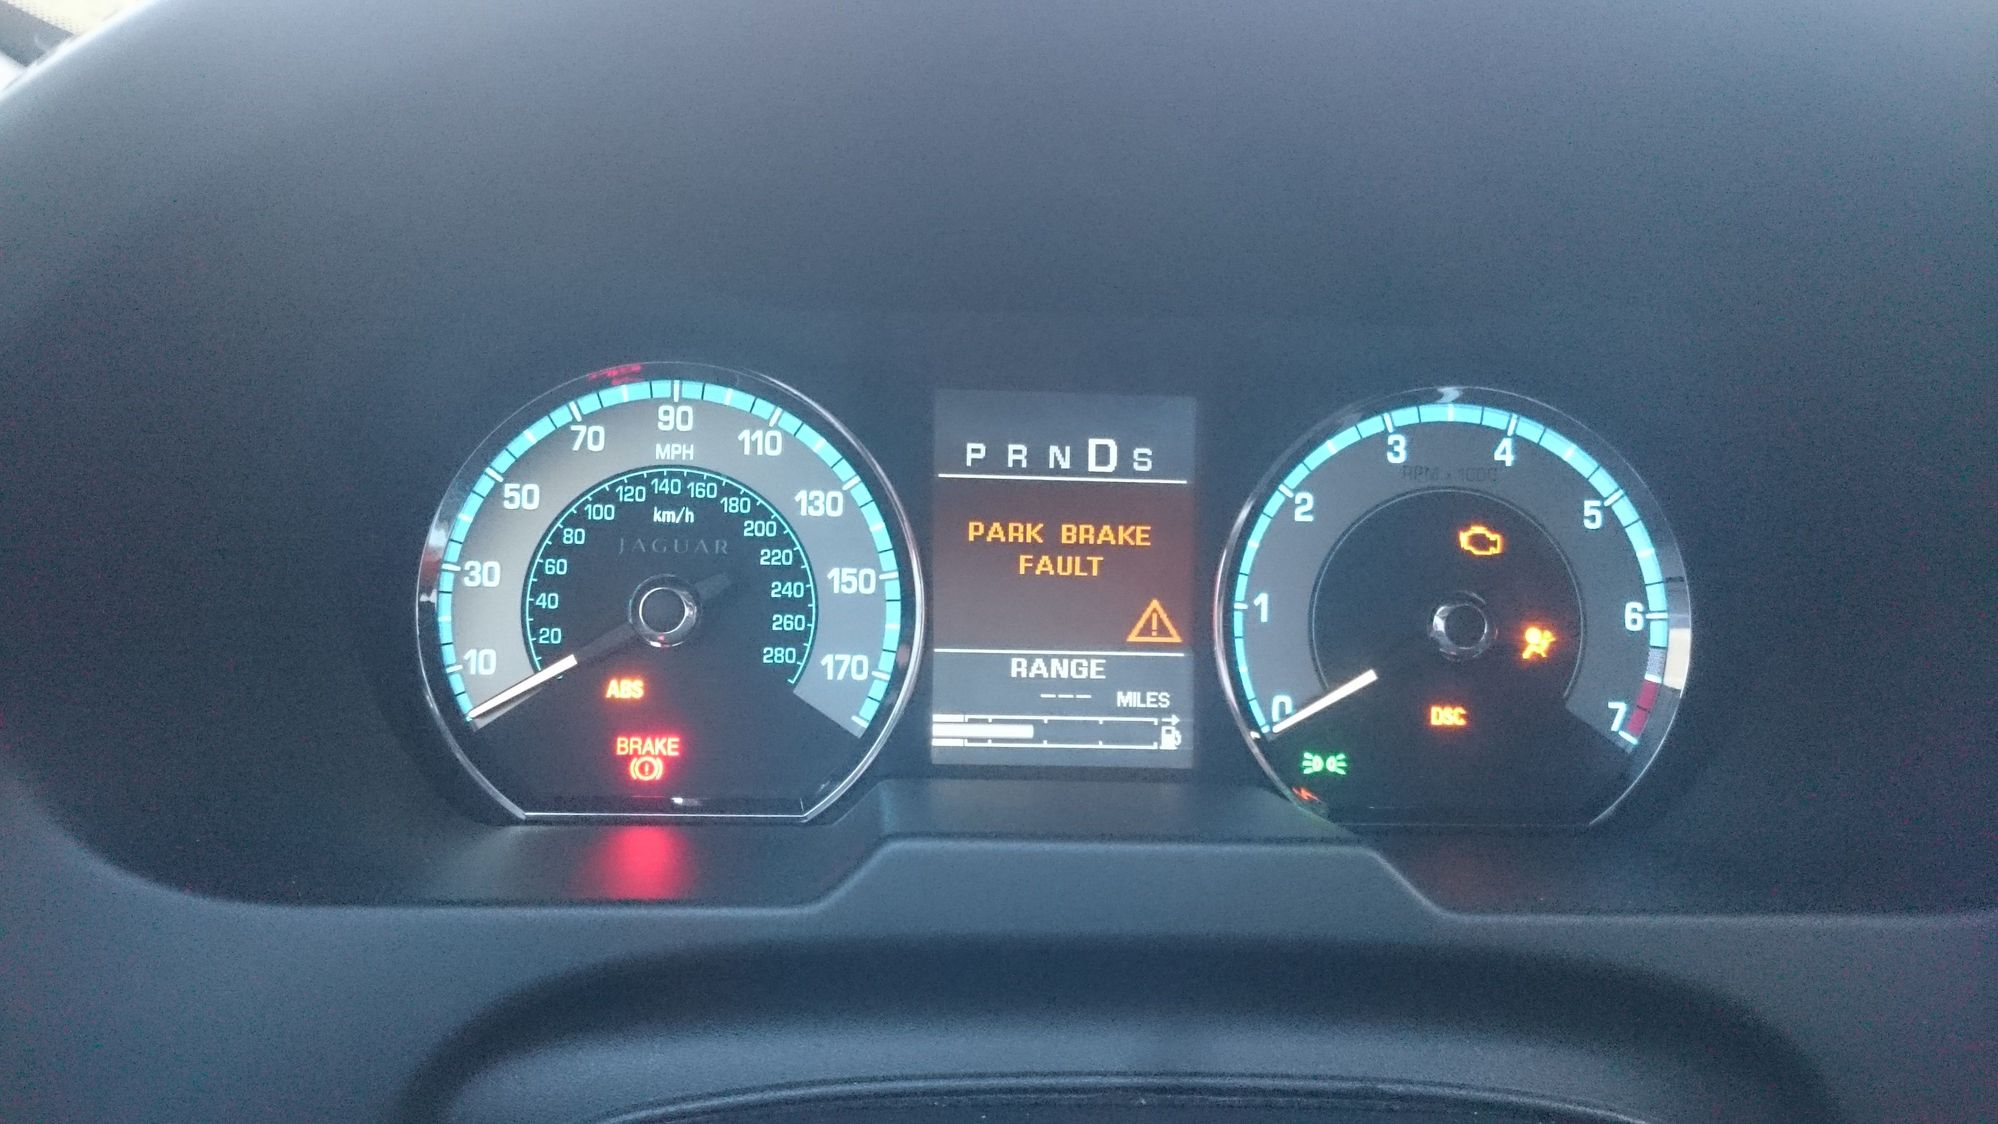 10
30
50
70
90
110
130
150
170
MPH
20
40
60
80
100
120
140
160
180
200
220
240
260
280
km/h
JAGUAR
ABS
BRAKE
P R N D S
PARK BRAKE
FAULT
RANGE
--- MILES
0
1
2
3
4
5
6
7
RPM × 1000
DSC